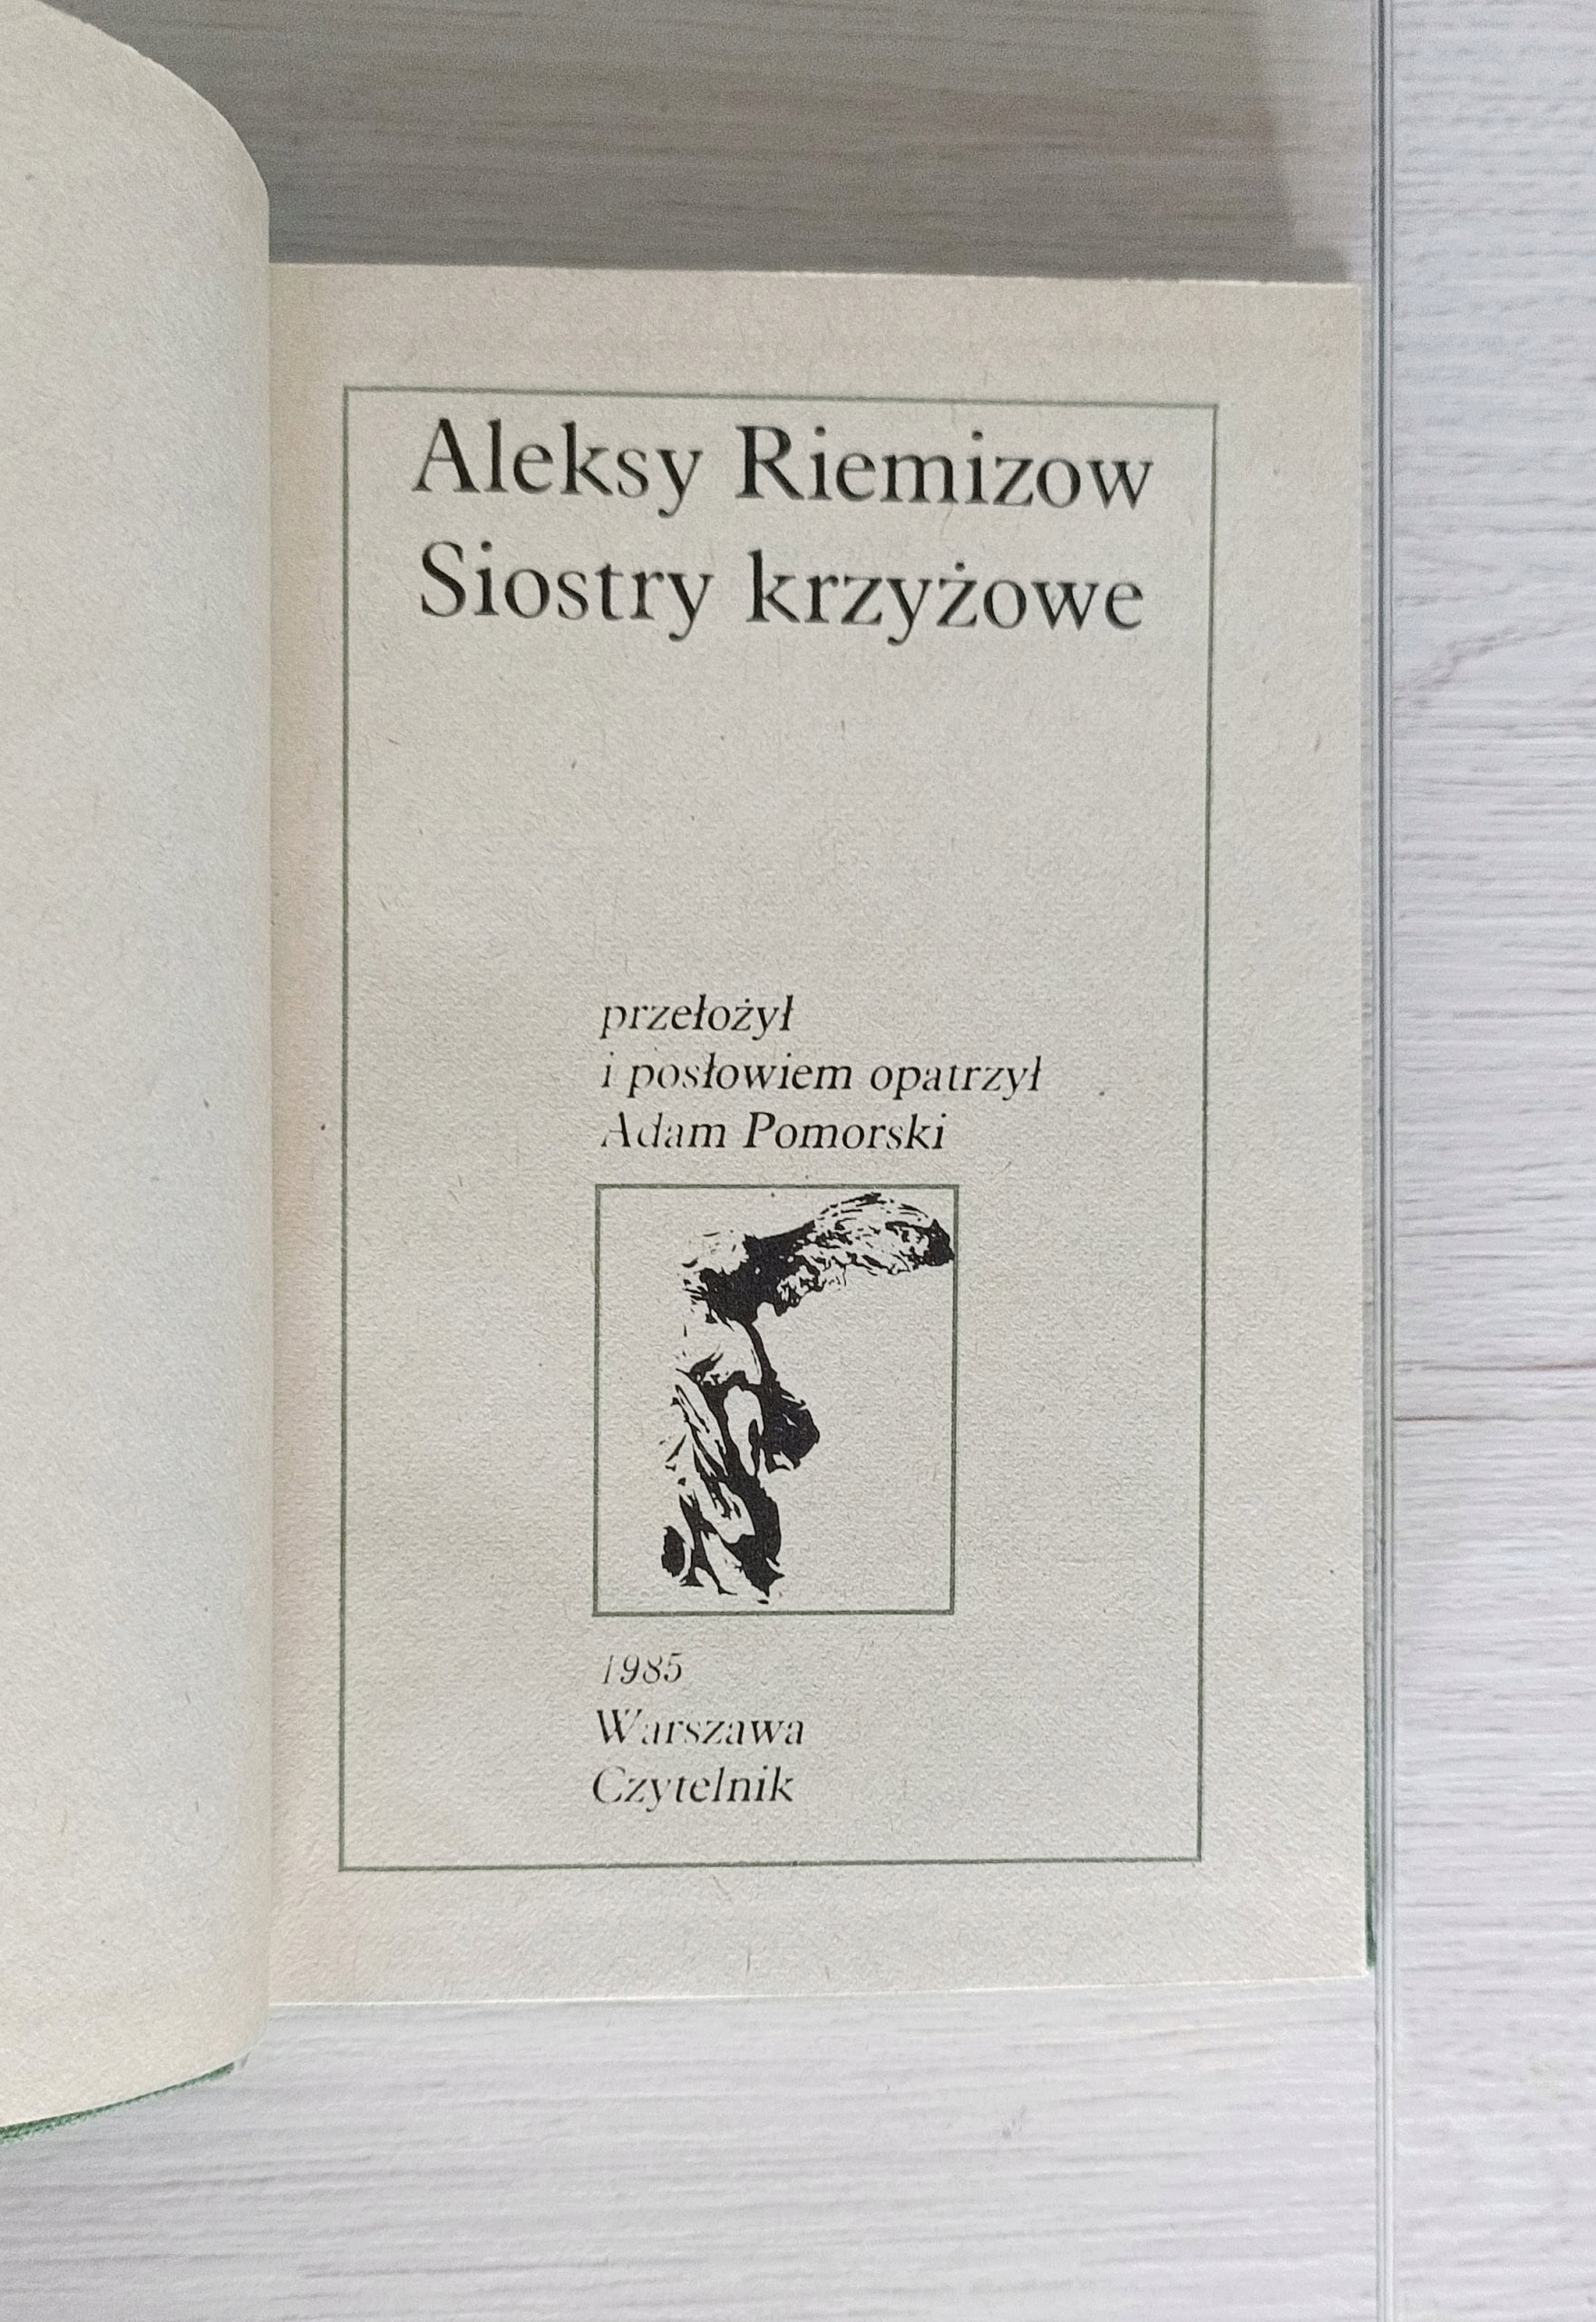 Aleksy Riemizow
Siostry krzyżowe
przełożył
i posłowiem opatrzył
Adam Pomorski
1985
Warszawa
Czytelnik